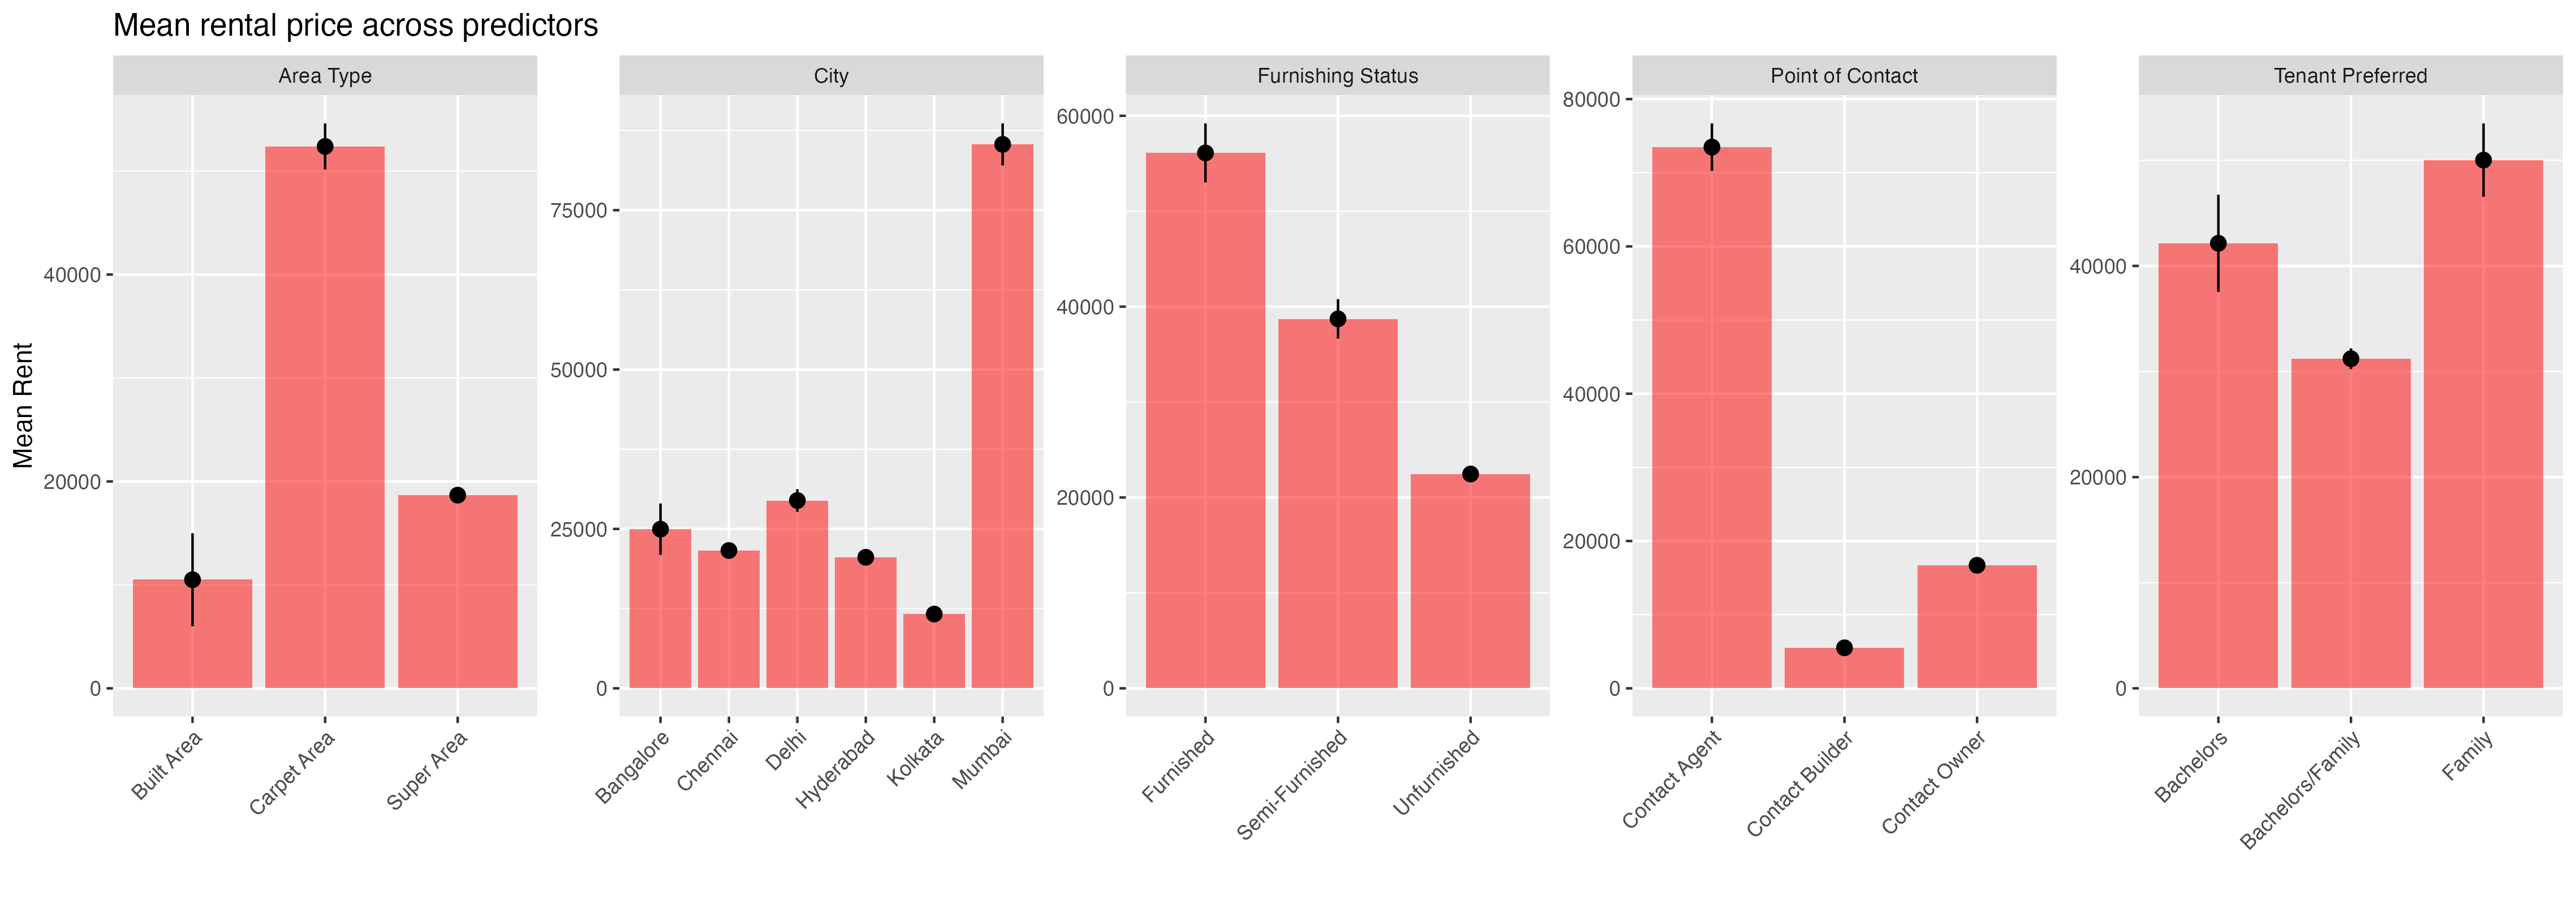 Mean rental price across predictors
Area Type
City
Furnishing Status
Point of Contact
Tenant Preferred
Mean Rent
40000
20000
0
Built Area
Carpet Area
Super Area
75000
50000
25000
0
Bangalore
Chennai
Delhi
Hyderabad
Kolkata
Mumbai
60000
40000
20000
0
Furnished
Semi-Furnished
Unfurnished
80000
60000
40000
20000
0
Contact Agent
Contact Builder
Contact Owner
40000
20000
0
Bachelors
Bachelors/Family
Family